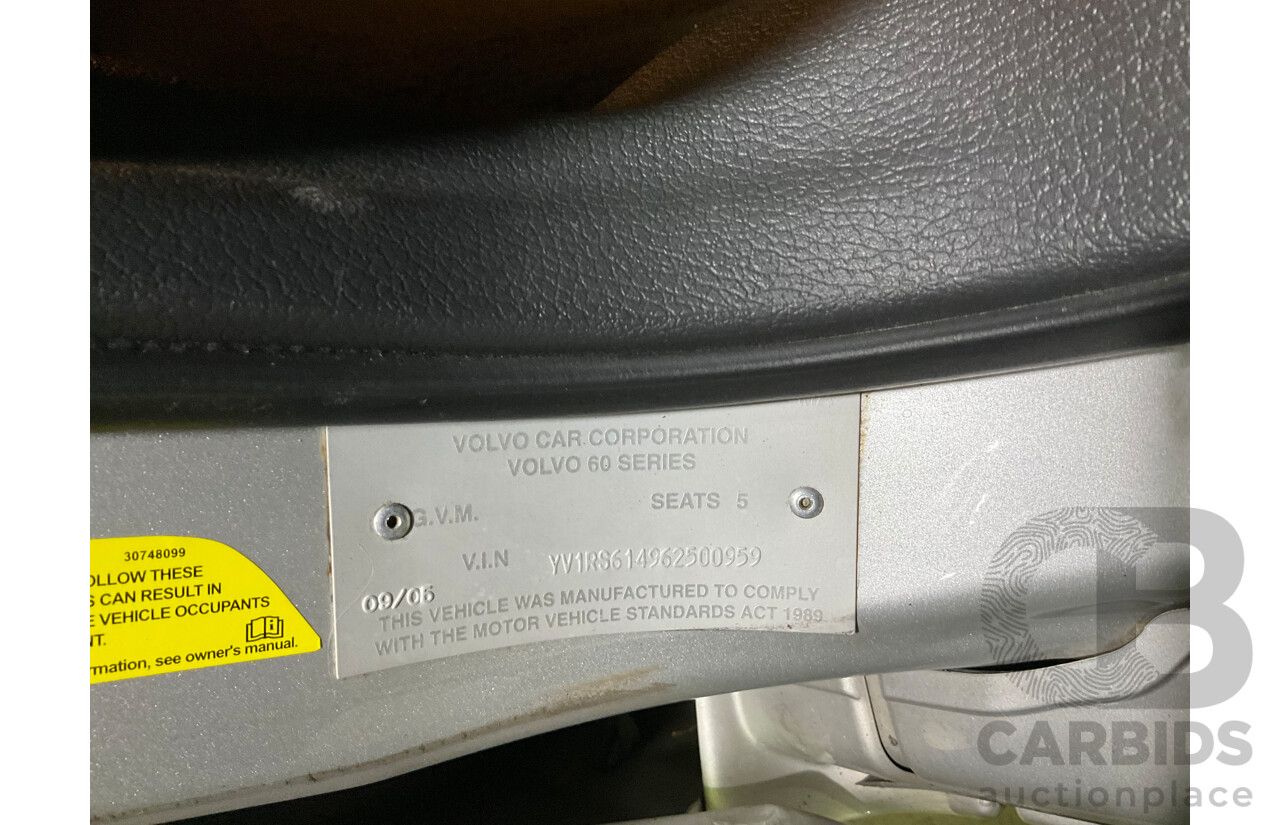 VOLVO CAR CORPORATION
VOLVO 60 SERIES
SEATS 5
G.V.M.
V.I.N YV1RS614962500959
09/05
THIS VEHICLE WAS MANUFACTURED TO COMPLY
WITH THE MOTOR VEHICLE STANDARDS ACT 1989
30748099
OLLOW THESE
S CAN RESULT IN
E VEHICLE OCCUPANTS
NT.
rmation, see owner's manual.
CB
CARBIDS
auctionplace